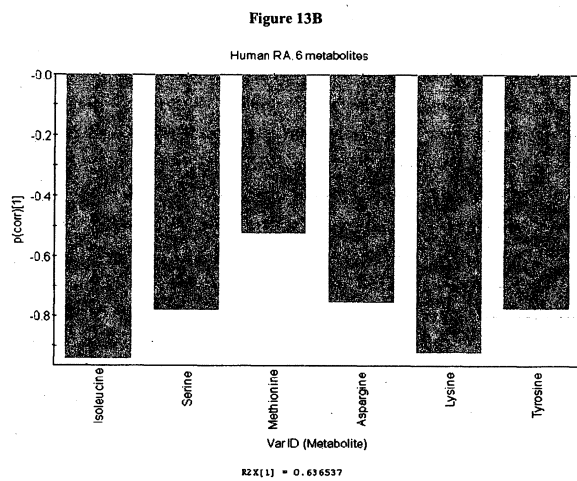 Figure 13B
Human RA, 6 metabolites
-0.0
-0.2
-0.4
-0.6
-0.8
p(corr)[1]
Isoleucine
Serine
Methionine
Aspergine
Lysine
Tyrosine
Var ID (Metabolite)
R2X[1] = 0.636537